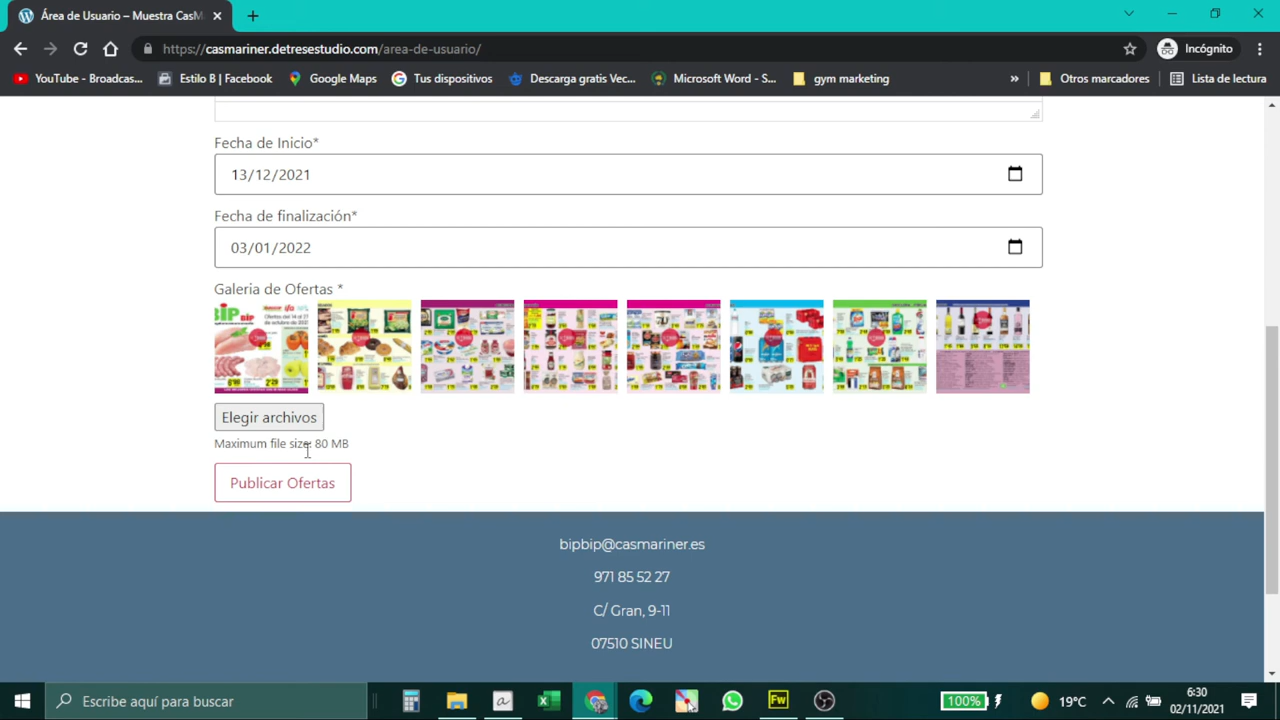 Área de Usuario – Muestra CasM
https://casmariner.detresestudio.com/area-de-usuario/
Incógnito
YouTube - Broadcas...
Estilo B | Facebook
Google Maps
Tus dispositivos
Descarga gratis Vec...
Microsoft Word - S...
gym marketing
»
Otros marcadores
Lista de lectura
Fecha de Inicio*
13/12/2021
Fecha de finalización*
03/01/2022
Galeria de Ofertas *
Elegir archivos
Maximum file size: 80 MB
Publicar Ofertas
bipbip@casmariner.es
971 85 52 27
C/ Gran, 9-11
07510 SINEU
Escribe aquí para buscar
Fw
100%
19°C
6:30
02/11/2021